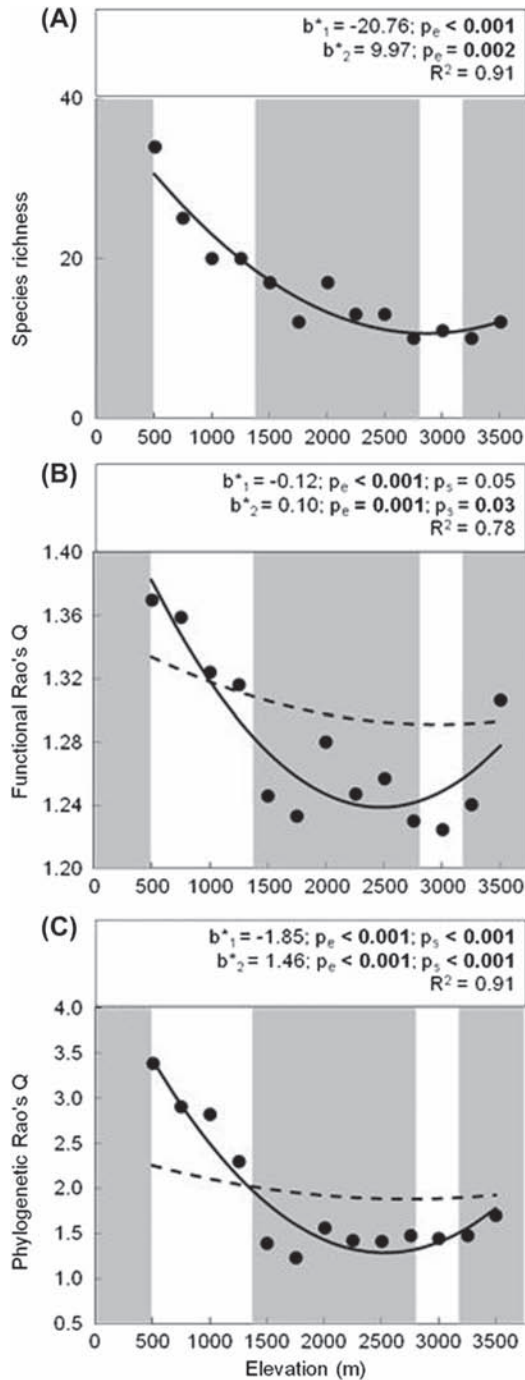 (A)
b*1 = -20.76; pe < 0.001
b*2 = 9.97; pe = 0.002
R2 = 0.91
40
20
0
Species richness
0 500 1000 1500 2000 2500 3000 3500
(B)
b*1 = -0.12; pe < 0.001; ps = 0.05
b*2 = 0.10; pe = 0.001; ps = 0.03
R2 = 0.78
1.40
1.36
1.32
1.28
1.24
1.20
Functional Rao's Q
0 500 1000 1500 2000 2500 3000 3500
(C)
b*1 = -1.85; pe < 0.001; ps < 0.001
b*2 = 1.46; pe < 0.001; ps < 0.001
R2 = 0.91
4.0
3.5
3.0
2.5
2.0
1.5
1.0
0.5
Phylogenetic Rao's Q
0 500 1000 1500 2000 2500 3000 3500
Elevation (m)